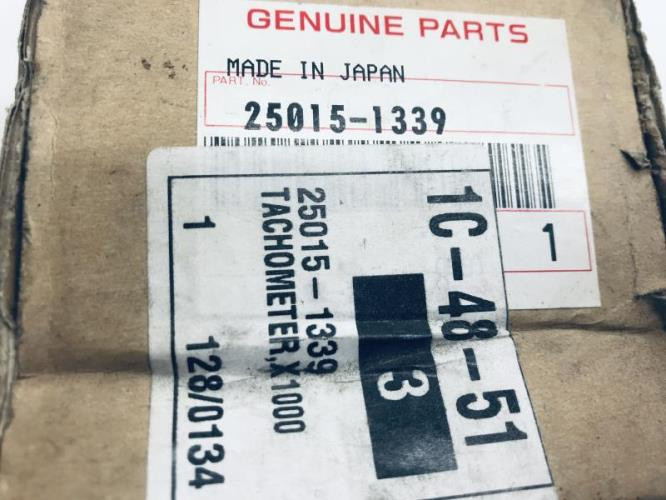 GENUINE PARTS
MADE IN JAPAN
PART. No.
25015-1339
1
1C-48-51
3
25015-1339
TACHOMETER,X1000
1 128/0134